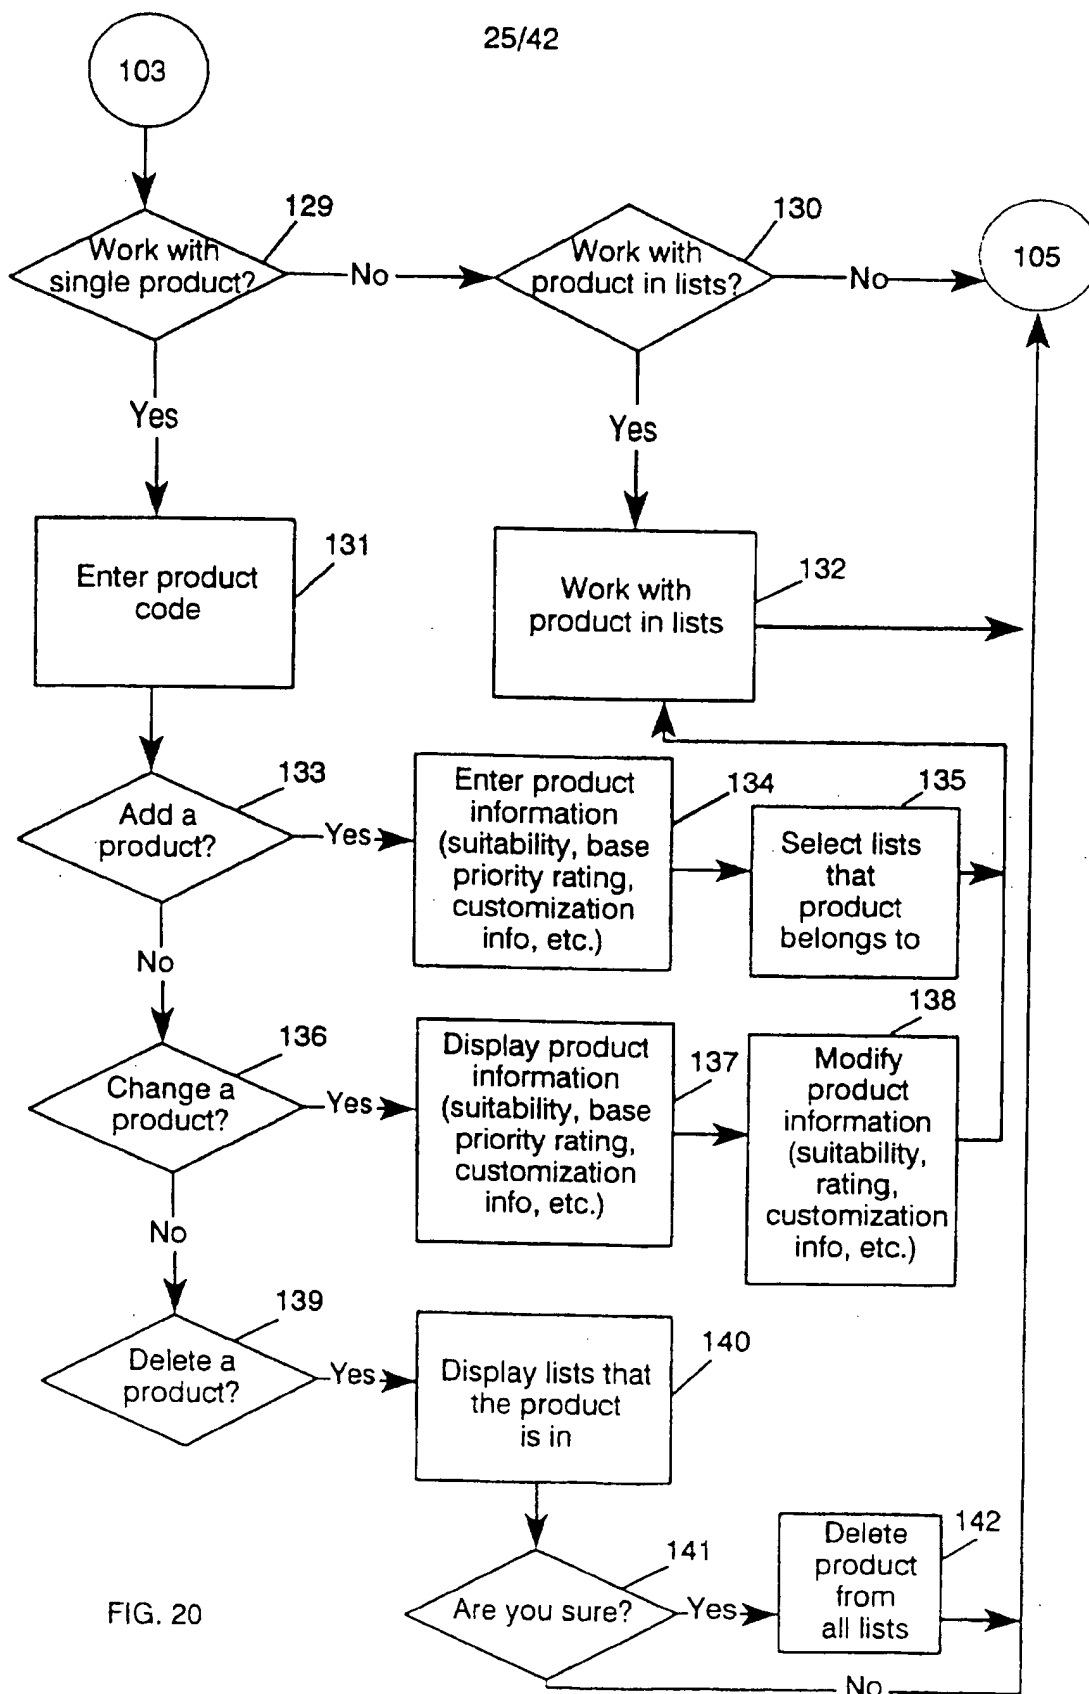 25/42
103
129
Work with
single product?
No
130
Work with
product in lists?
No
105
Yes
Yes
131
Enter product
code
132
Work with
product in lists
133
Add a
product?
Yes
134
Enter product
information
(suitability, base
priority rating,
customization
info, etc.)
135
Select lists
that
product
belongs to
No
136
Change a
product?
Yes
137
Display product
information
(suitability, base
priority rating,
customization
info, etc.)
138
Modify
product
information
(suitability,
rating,
customization
info, etc.)
No
139
Delete a
product?
Yes
140
Display lists that
the product
is in
141
Are you sure?
Yes
142
Delete
product
from
all lists
No
FIG. 20